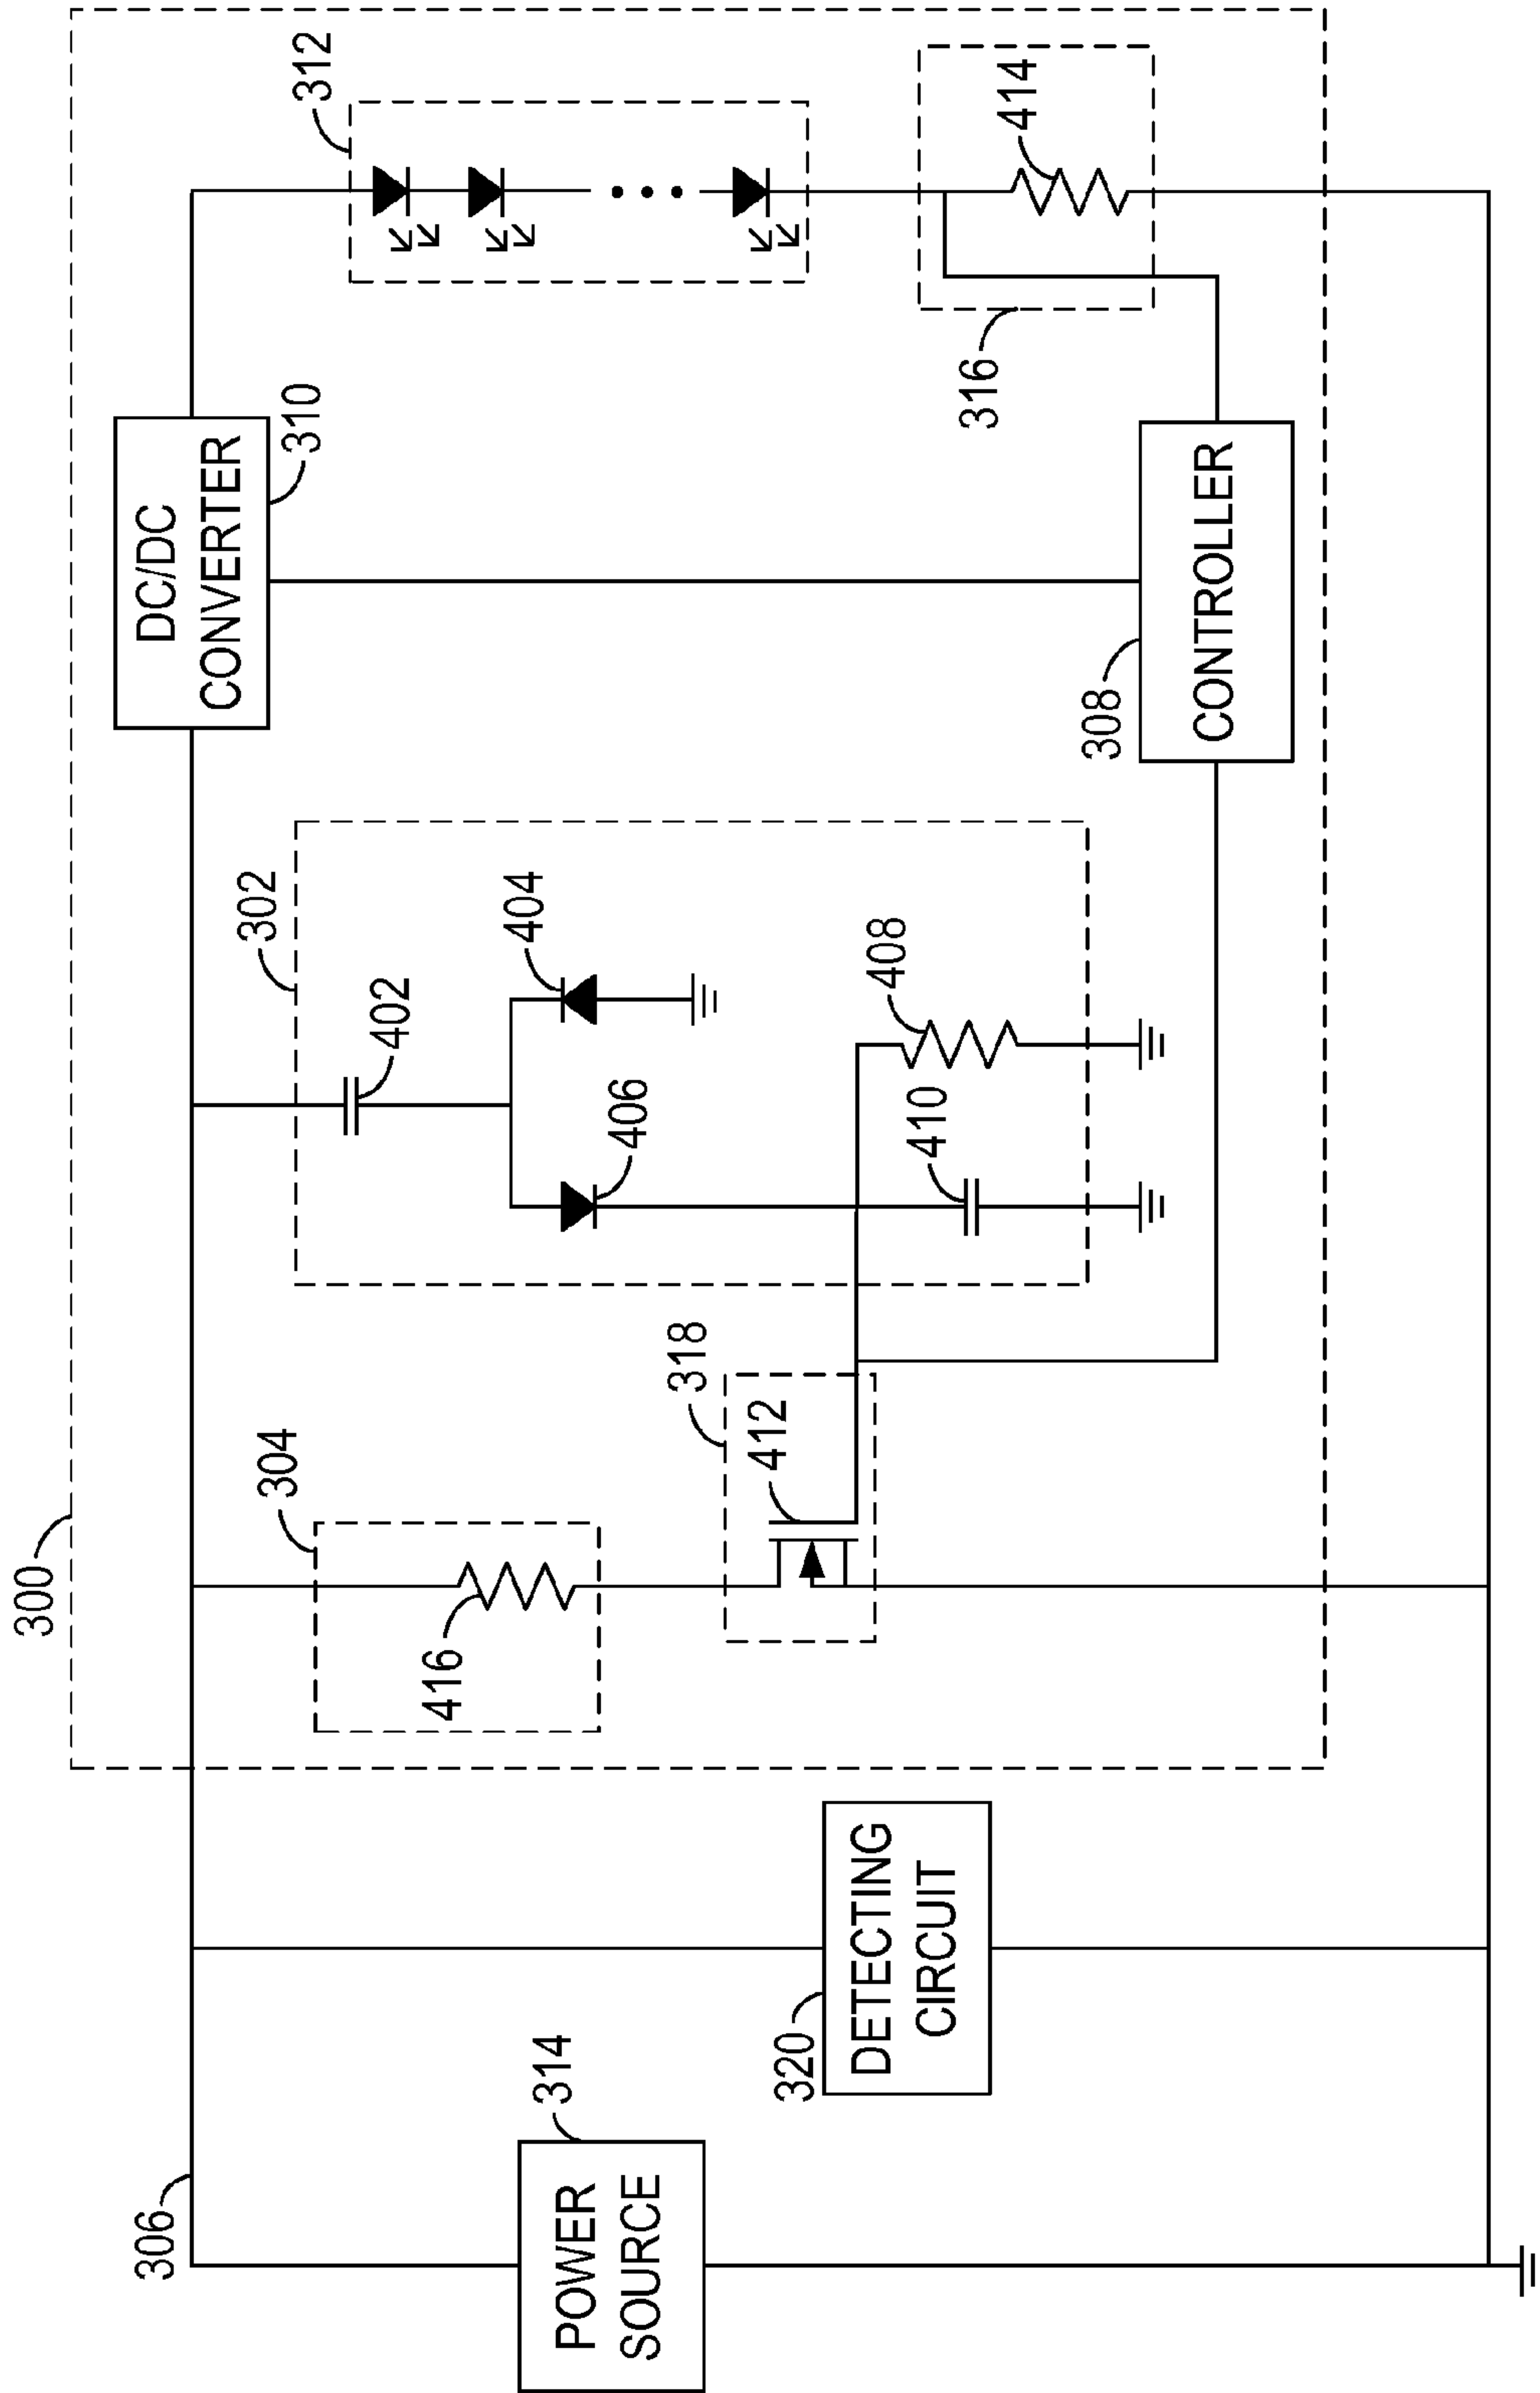 300
306
POWER
SOURCE
314
DETECTING
CIRCUIT
320
304
416
318
412
302
402
404
406
408
410
DC/DC
CONVERTER
310
CONTROLLER
308
312
316
414